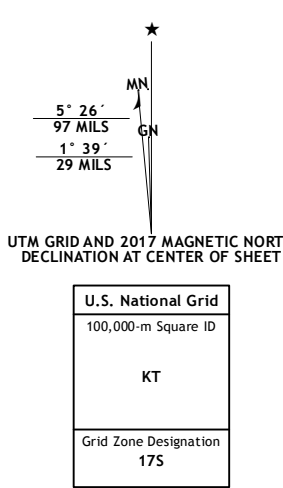 MN
5° 26´
97 MILS
GN
1° 39´
29 MILS
UTM GRID AND 2017 MAGNETIC NORT
DECLINATION AT CENTER OF SHEET
U.S. National Grid
100,000-m Square ID
KT
Grid Zone Designation
17S